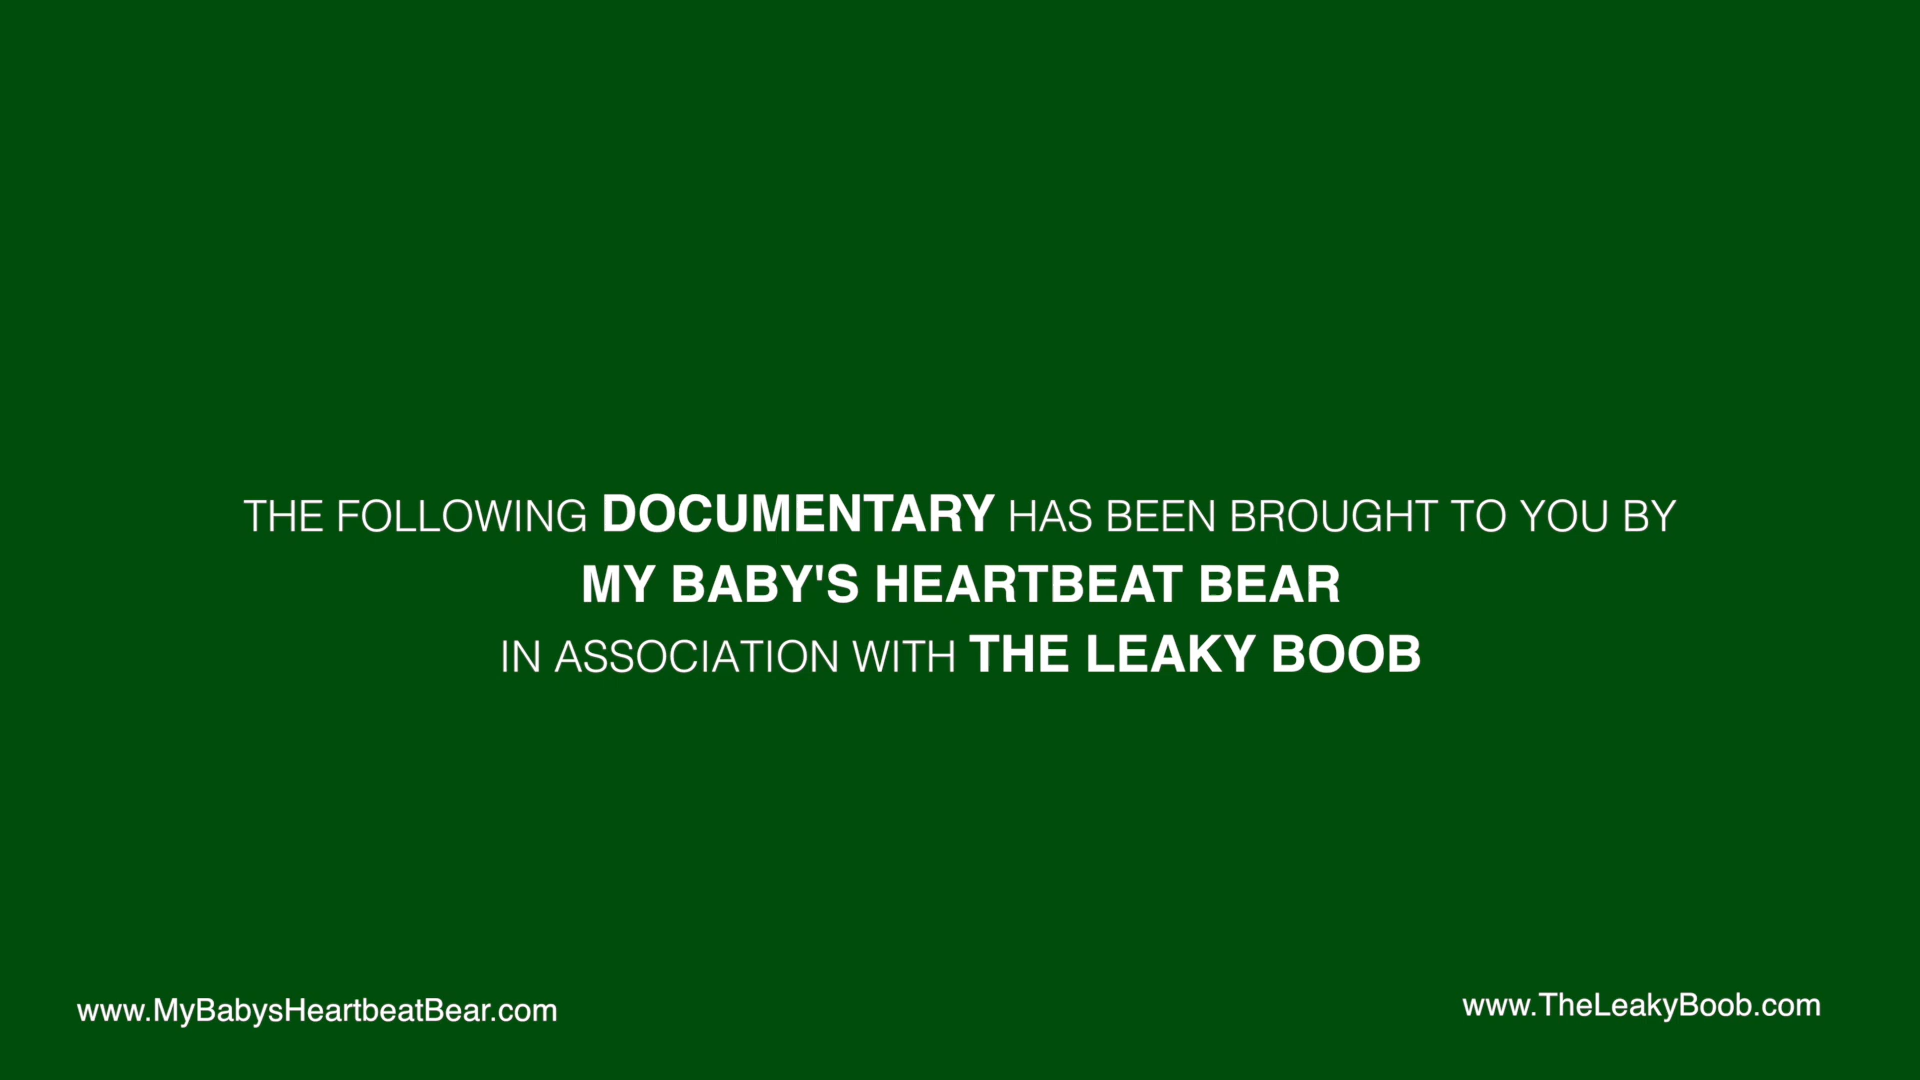 THE FOLLOWING DOCUMENTARY HAS BEEN BROUGHT TO YOU BY
MY BABY'S HEARTBEAT BEAR
IN ASSOCIATION WITH THE LEAKY BOOB
www.MyBabysHeartbeatBear.com
www.TheLeakyBoob.com